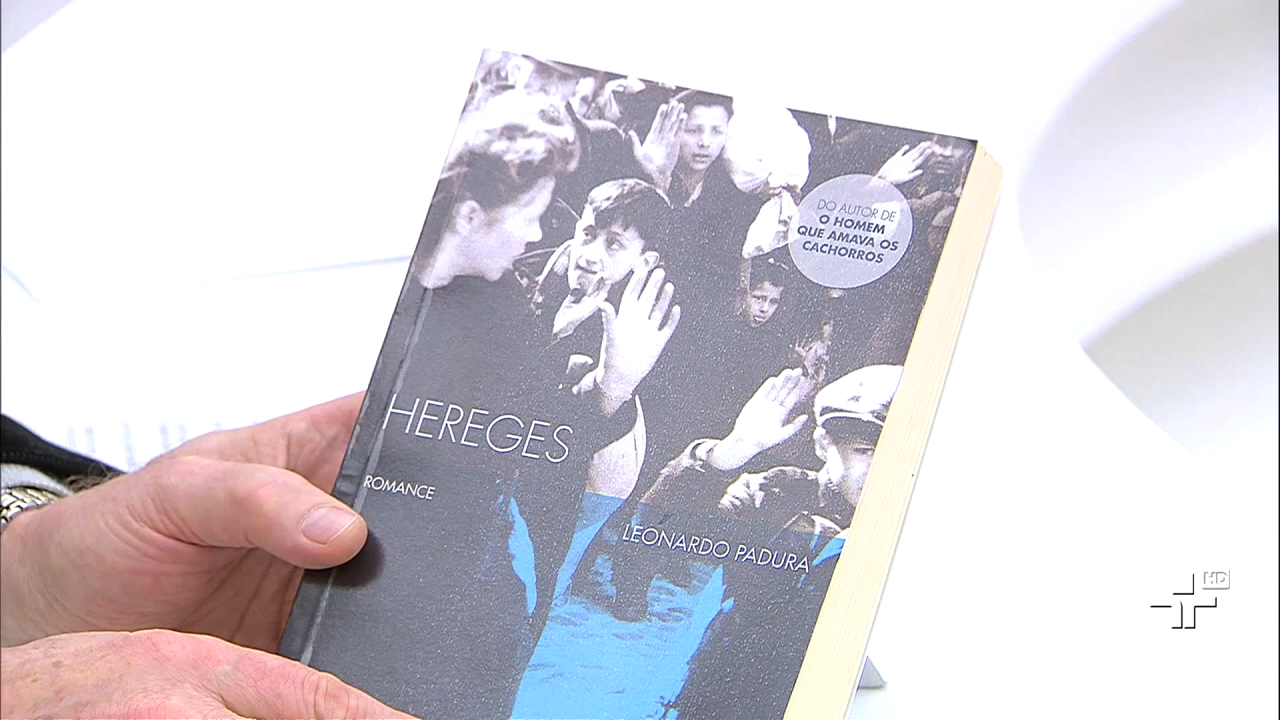 DO AUTOR DE
O HOMEM
QUE AMAVA OS
CACHORROS
HEREGES
ROMANCE
LEONARDO PADURA
HD